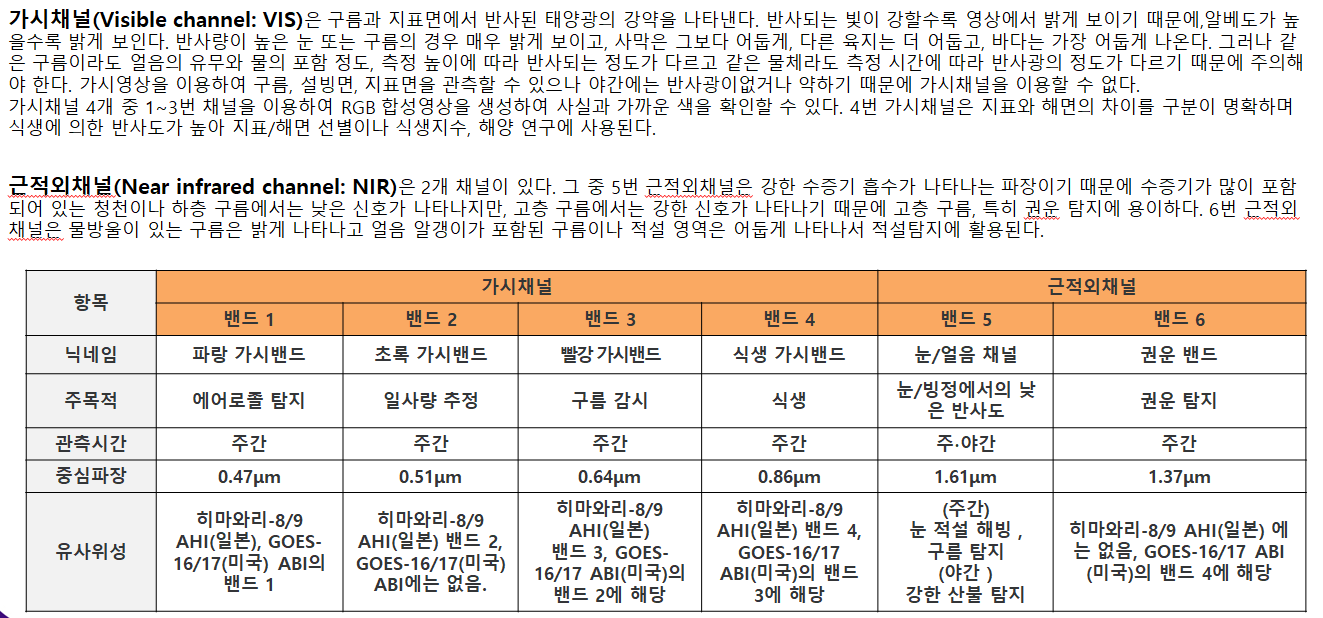 가시채널(Visible channel: VIS)은 구름과 지표면에서 반사된 태양광의 강약을 나타낸다. 반사되는 빛이 강할수록 영상에서 밝게 보이기 때문에,알베도가 높
을수록 밝게 보인다. 반사량이 높은 눈 또는 구름의 경우 매우 밝게 보이고, 사막은 그보다 어둡게, 다른 육지는 더 어둡고, 바다는 가장 어둡게 나온다. 그러나 같
은 구름이라도 얼음의 유무와 물의 포함 정도, 측정 높이에 따라 반사되는 정도가 다르고 같은 물체라도 측정 시간에 따라 반사광의 정도가 다르기 때문에 주의해
야 한다. 가시영상을 이용하여 구름, 설빙면, 지표면을 관측할 수 있으나 야간에는 반사광이없거나 약하기 때문에 가시채널을 이용할 수 없다.
가시채널 4개 중 1~3번 채널을 이용하여 RGB 합성영상을 생성하여 사실과 가까운 색을 확인할 수 있다. 4번 가시채널은 지표와 해면의 차이를 구분이 명확하며
식생에 의한 반사도가 높아 지표/해면 선별이나 식생지수, 해양 연구에 사용된다.
근적외채널(Near infrared channel: NIR)은 2개 채널이 있다. 그 중 5번 근적외채널은 강한 수증기 흡수가 나타나는 파장이기 때문에 수증기가 많이 포함
되어 있는 청천이나 하층 구름에서는 낮은 신호가 나타나지만, 고층 구름에서는 강한 신호가 나타나기 때문에 고층 구름, 특히 권운 탐지에 용이하다. 6번 근적외
채널은 물방울이 있는 구름은 밝게 나타나고 얼음 알갱이가 포함된 구름이나 적설 영역은 어둡게 나타나서 적설탐지에 활용된다.
항목 가시채널 근적외채널
밴드 1 밴드 2 밴드 3 밴드 4 밴드 5 밴드 6
닉네임 파랑 가시밴드 초록 가시밴드 빨강 가시밴드 식생 가시밴드 눈/얼음 채널 권운 밴드
주목적 에어로졸 탐지 일사량 추정 구름 감시 식생 눈/빙정에서의 낮
은 반사도 권운 탐지
관측시간 주간 주간 주간 주간 주·야간 주간
중심파장 0.47μm 0.51μm 0.64μm 0.86μm 1.61μm 1.37μm
유사위성
히마와리-8/9
AHI(일본), GOES-
16/17(미국) ABI의
밴드 1
히마와리-8/9
AHI(일본) 밴드 2,
GOES-16/17(미국)
ABI에는 없음.
히마와리-8/9
AHI(일본)
밴드 3, GOES-
16/17 ABI(미국)의
밴드 2에 해당
히마와리-8/9
AHI(일본) 밴드 4,
GOES-16/17
ABI(미국)의 밴드
3에 해당
(주간)
눈 적설 해빙 ,
구름 탐지
(야간 )
강한 산불 탐지
히마와리-8/9 AHI(일본) 에
는 없음, GOES-16/17 ABI
(미국)의 밴드 4에 해당